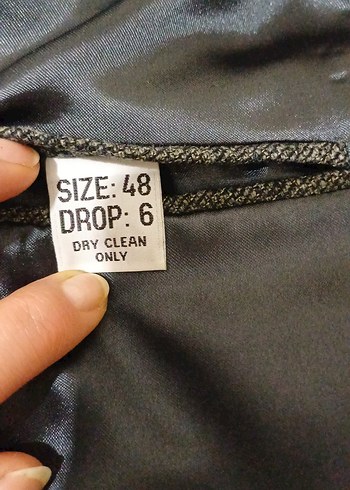 SIZE: 48
DROP: 6
DRY CLEAN
ONLY